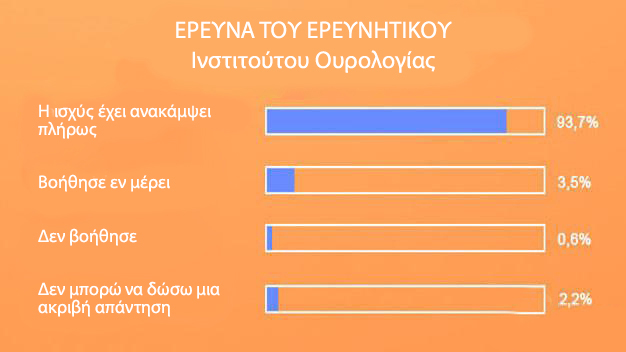 ΕΡΕΥΝΑ ΤΟΥ ΕΡΕΥΝΗΤΙΚΟΥ
Ινστιτούτου Ουρολογίας
Η ισχύς έχει ανακάμψει
πλήρως
93,7%
Βοήθησε εν μέρει
3,5%
Δεν βοήθησε
0,6%
Δεν μπορώ να δώσω μια
ακριβή απάντηση
2,2%